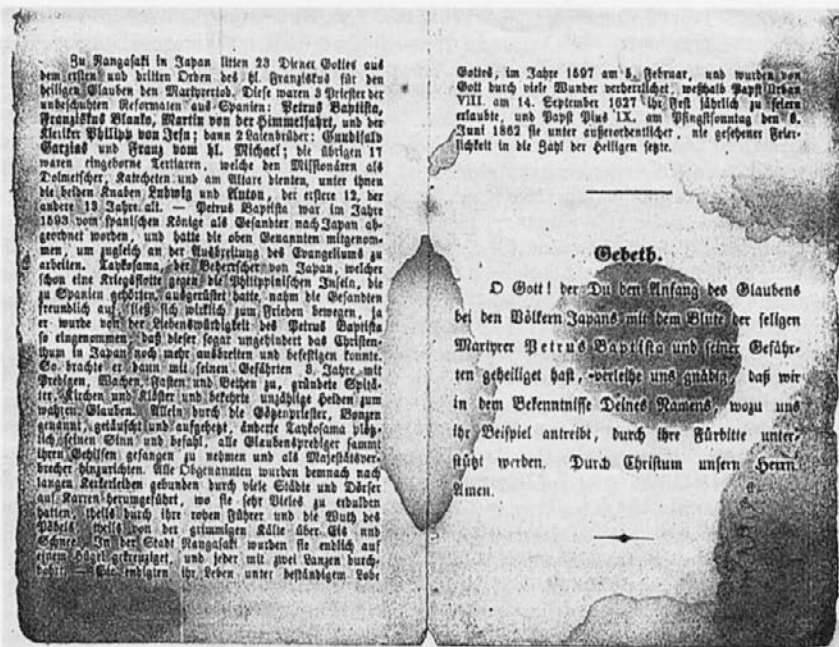 Zu Nangasaki in Japan litten 23 Diener Gottes aus
dem ersten und dritten Orden des hl. Franziskus für den
heiligen Glauben den Martyrertod. Diese waren 3 Priester der
unbeschuhten Reformaten aus Spanien: Petrus Baptista,
Franziskus Blanko, Martin von der Himmelfahrt, und der
Kleriker Philipp von Jesu; dann 2 Laienbrüder: Gundisalv
Garzias und Franz vom hl. Michael; die übrigen 17
waren eingeborne Tertiaren, welche den Missionären als
Dolmetscher, Katecheten und am Altare dienten, unter ihnen
die beiden Knaben Ludwig und Anton, der erstere 12, der
andere 13 Jahre alt. — Petrus Baptista war im Jahre
1593 vom spanischen Könige als Gesandter nach Japan ab-
geordnet worden, und hatte die oben Genannten mitgenom-
men, um zugleich an der Ausbreitung des Evangeliums zu
arbeiten. Taykosama, der Beherrscher von Japan, welcher
schon eine Kriegsflotte gegen die Philippinischen Inseln, die
zu Spanien gehörten, ausgerüstet hatte, nahm die Gesandten
freundlich auf, ließ sich wirklich zum Frieden bewegen, ja
er wurde von der Liebenswürdigkeit des Petrus Baptista
so eingenommen, daß dieser sogar ungehindert das Christen-
thum in Japan noch mehr ausbreiten und befestigen konnte.
So brachte er dann mit seinen Gefährten 3 Jahre mit
Predigen, Wachen, Fasten und Bethen zu, gründete Spitä-
ler, Kirchen und Klöster und bekehrte unzählige Heiden zum
wahren Glauben. Allein durch die Götzenpriester, Bonzen
genannt, getäuscht und aufgehetzt, änderte Taykosama plötz-
lich seinen Sinn und befahl, alle Glaubensprediger sammt
ihren Gehilfen gefangen zu nehmen und als Majestätsver-
brecher hinzurichten. Alle Obgenannten wurden demnach nach
langen Kerkerleiden gebunden durch viele Städte und Dörfer
auf Karren herumgeführt, wo sie sehr Vieles zu erdulden
hatten, theils durch ihre rohen Führer und die Wuth des
Pöbels, theils von der grimmigen Kälte über Eis und
Schnee. In der Stadt Nangasaki wurden sie endlich auf
einem Hügel gekreuziget, und jeder mit zwei Lanzen durch-
bohrt. — Sie endigten ihr Leben unter beständigem Lobe
Gottes, im Jahre 1597 am 5. Februar, und wurden von
Gott durch viele Wunder verherrlichet, weßhalb Papst Urban
VIII. am 14. September 1627 ihr Fest jährlich zu feiern
erlaubte, und Papst Pius IX. am Pfingstsonntag den 8.
Juni 1862 sie unter außerordentlicher, nie gesehener Feier-
lichkeit in die Zahl der Heiligen setzte.
Gebeth.
O Gott! der Du den Anfang des Glaubens
bei den Völkern Japans mit dem Blute der seligen
Martyrer Petrus Baptista und seiner Gefähr-
ten geheiliget hast, verleihe uns gnädig, daß wir
in dem Bekenntnisse Deines Namens, wozu uns
ihr Beispiel antreibt, durch ihre Fürbitte unter-
stützt werden. Durch Christum unsern Herrn
Amen.